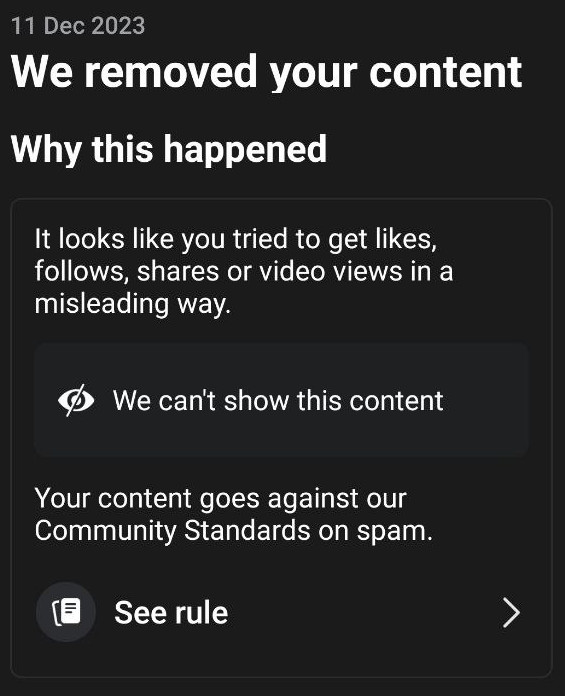 11 Dec 2023
We removed your content
Why this happened
It looks like you tried to get likes,
follows, shares or video views in a
misleading way.
We can't show this content
Your content goes against our
Community Standards on spam.
See rule